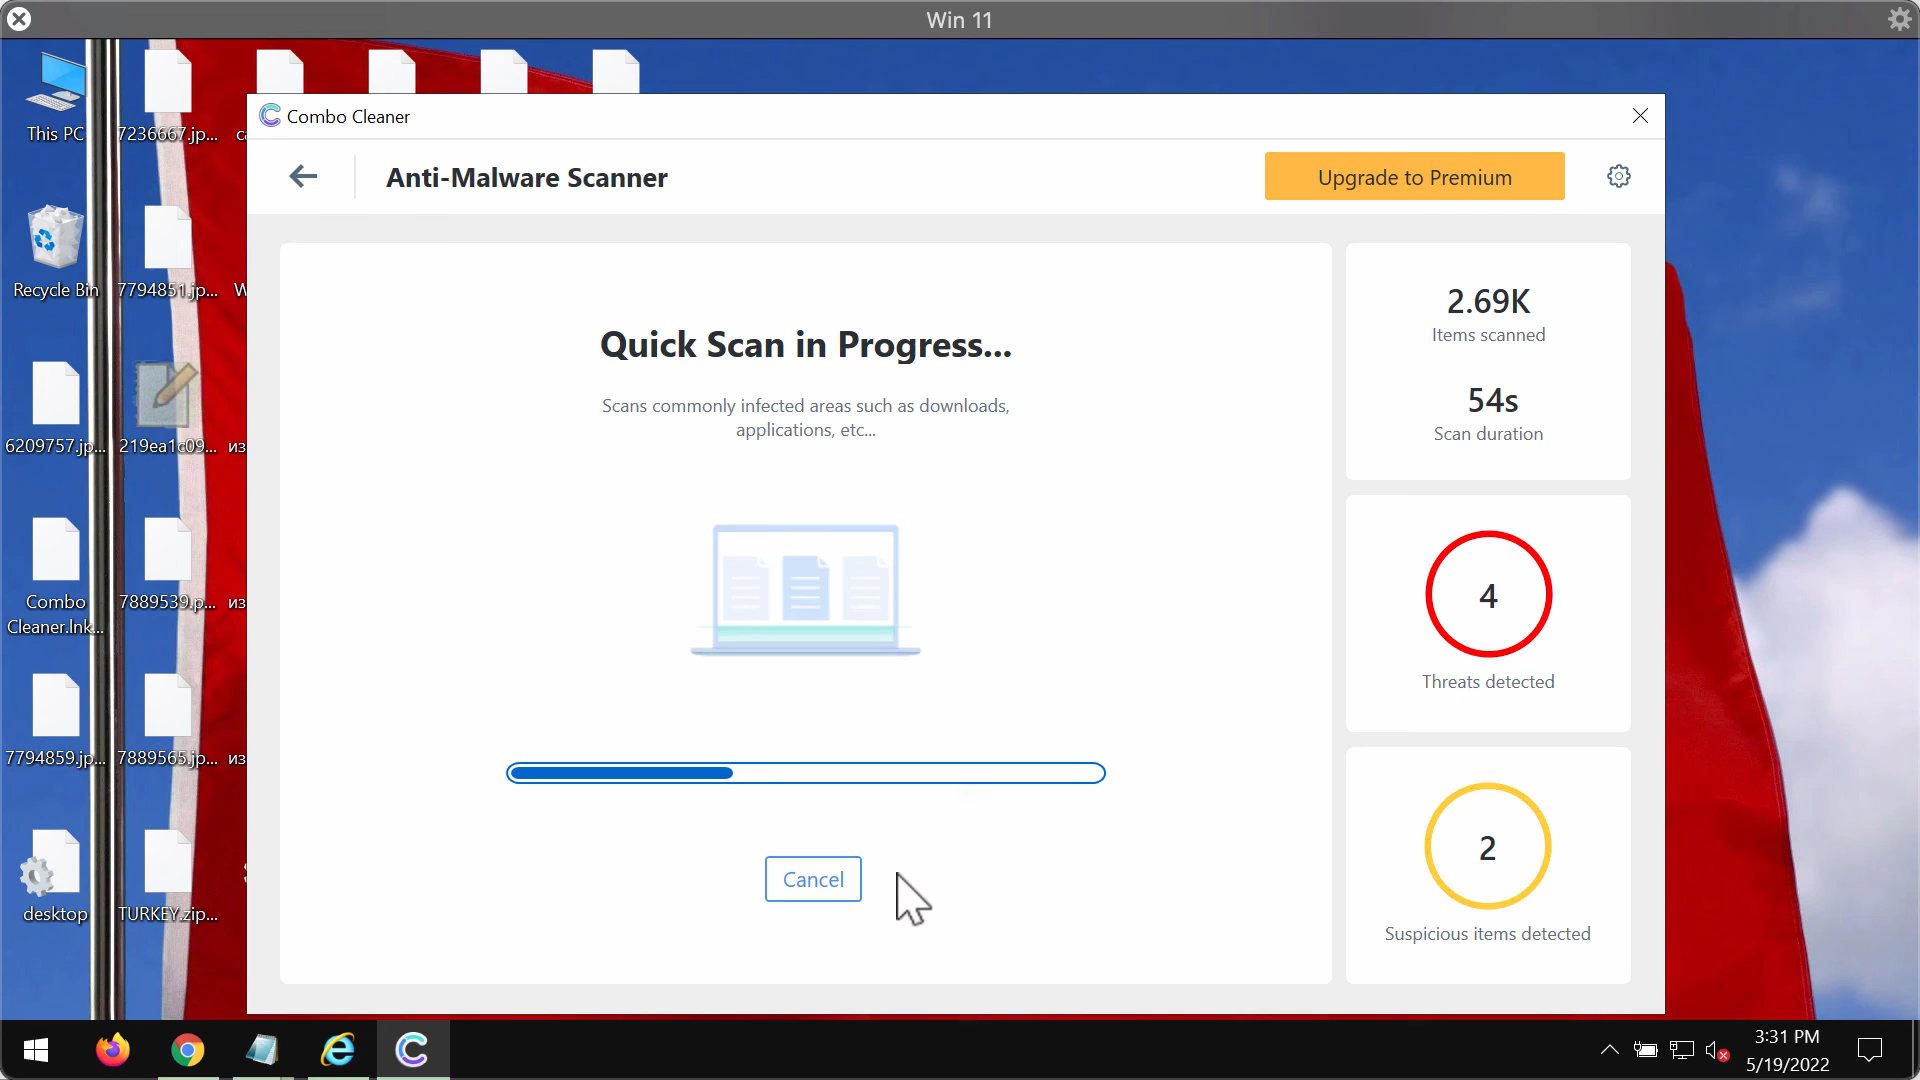 Win 11
This PC
7236667.jp...
Recycle Bin
7794851.jp...
6209757.jp...
219ea1c09...
из
Combo
Cleaner.lnk...
7889539.p...
из
7794859.jp...
7889565.jp...
из
desktop
TURKEY.zip...
Combo Cleaner
Anti-Malware Scanner
Upgrade to Premium
Quick Scan in Progress...
Scans commonly infected areas such as downloads,
applications, etc...
Cancel
2.69K
Items scanned
54s
Scan duration
4
Threats detected
2
Suspicious items detected
3:31 PM
5/19/2022